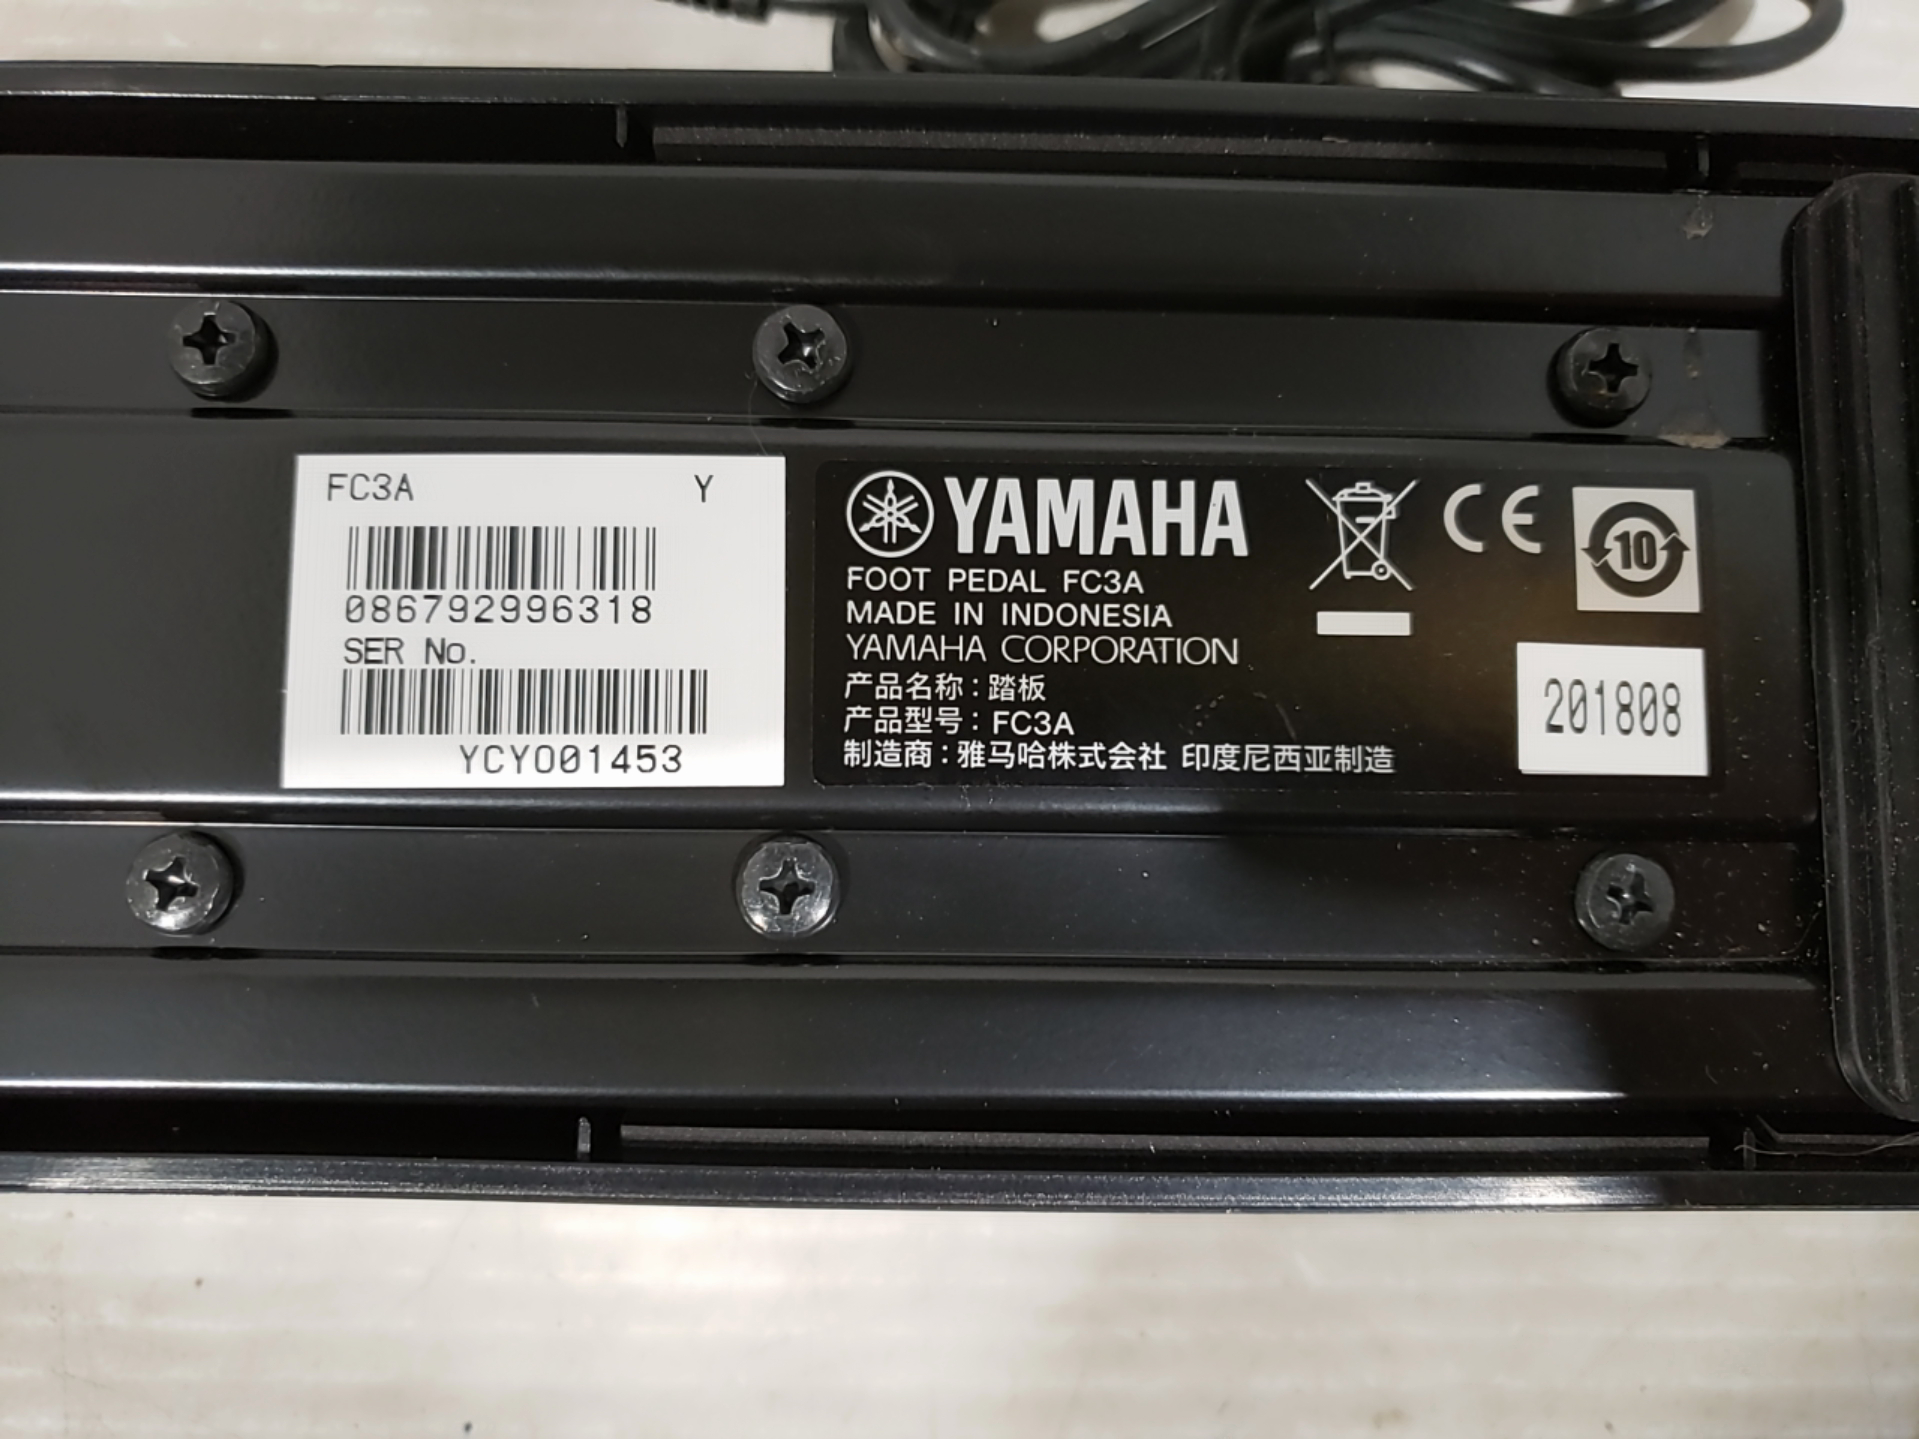 FC3A Y
086792996318
SER No.
YCYO01453
YAMAHA
FOOT PEDAL FC3A
MADE IN INDONESIA
YAMAHA CORPORATION
产品名称：踏板
产品型号：FC3A
制造商：雅马哈株式会社 印度尼西亚制造
CE
10
201808